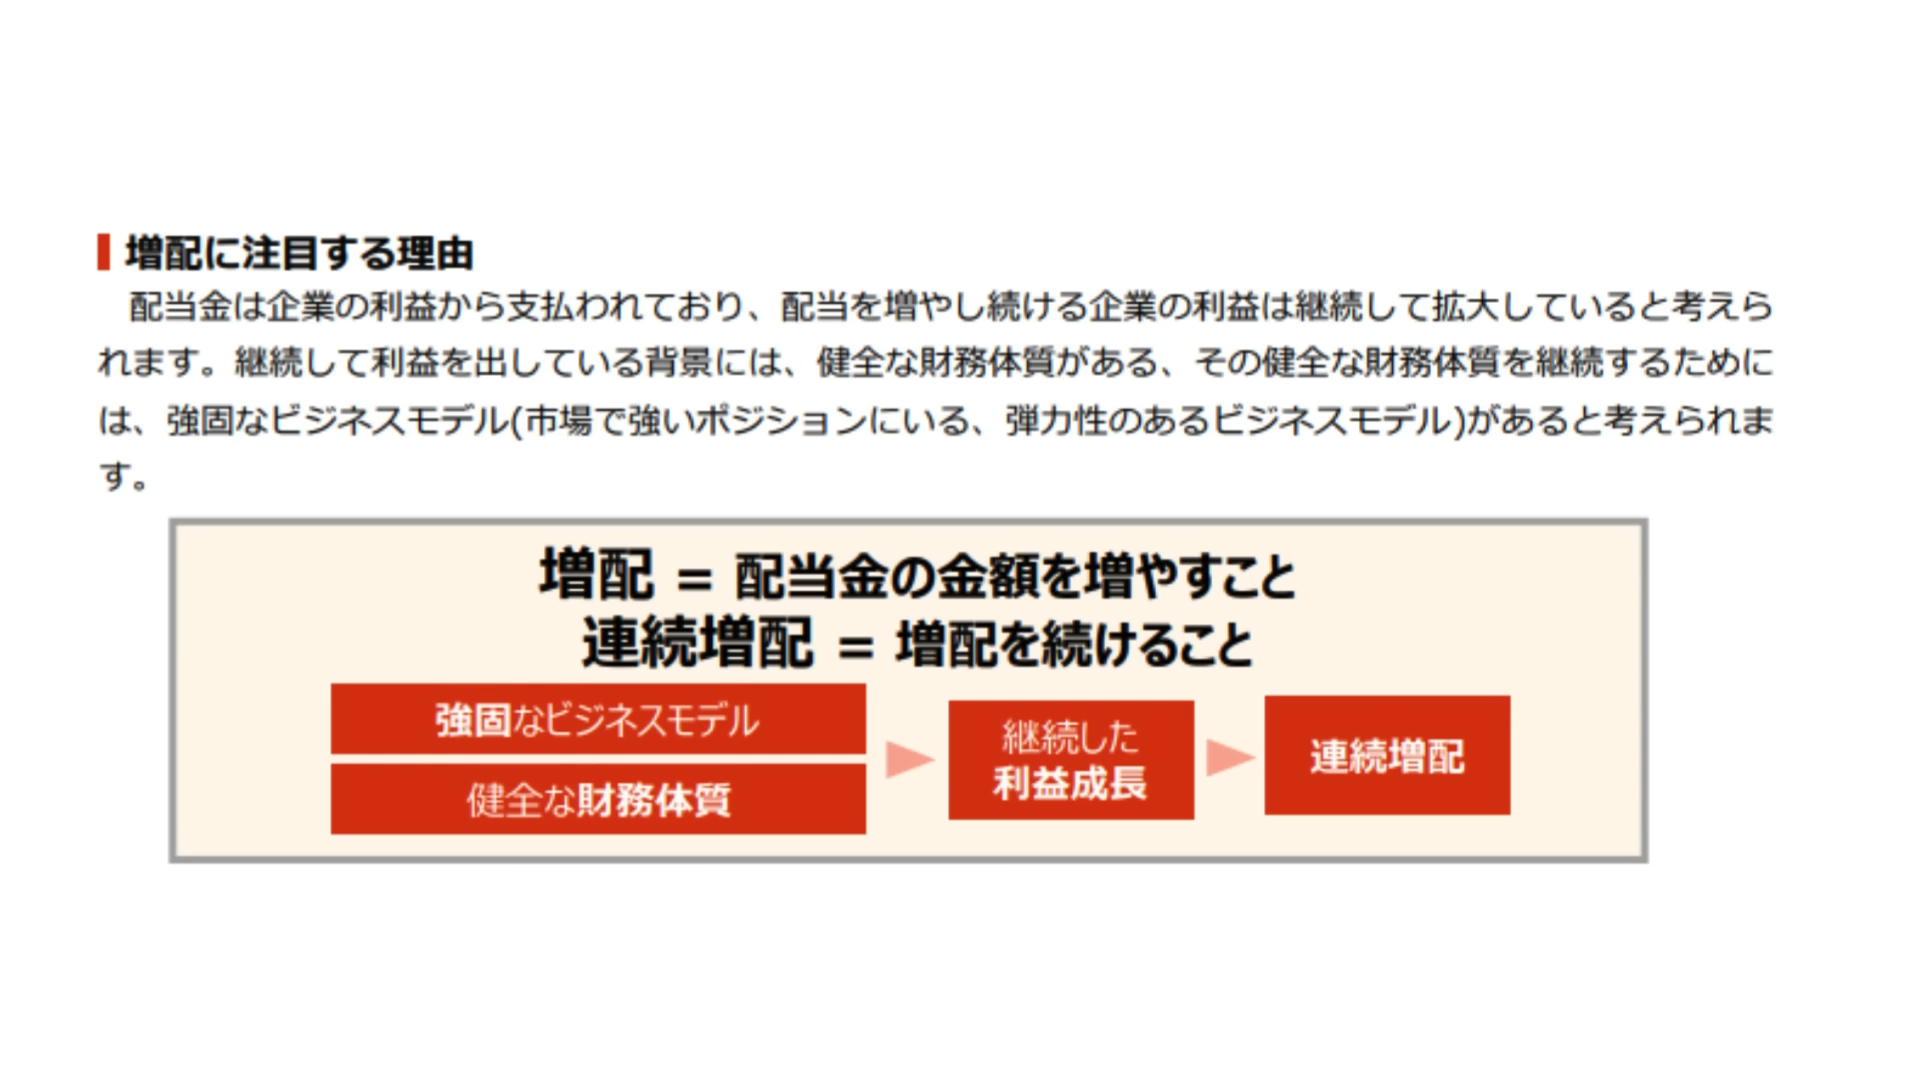 増配に注目する理由
配当金は企業の利益から支払われており、配当を増やし続ける企業の利益は継続して拡大していると考えら
れます。継続して利益を出している背景には、健全な財務体質がある、その健全な財務体質を継続するために
は、強固なビジネスモデル(市場で強いポジションにいる、弾力性のあるビジネスモデル)があると考えられま
す。
増配 = 配当金の金額を増やすこと
連続増配 = 増配を続けること
強固なビジネスモデル
健全な財務体質
継続した
利益成長
連続増配